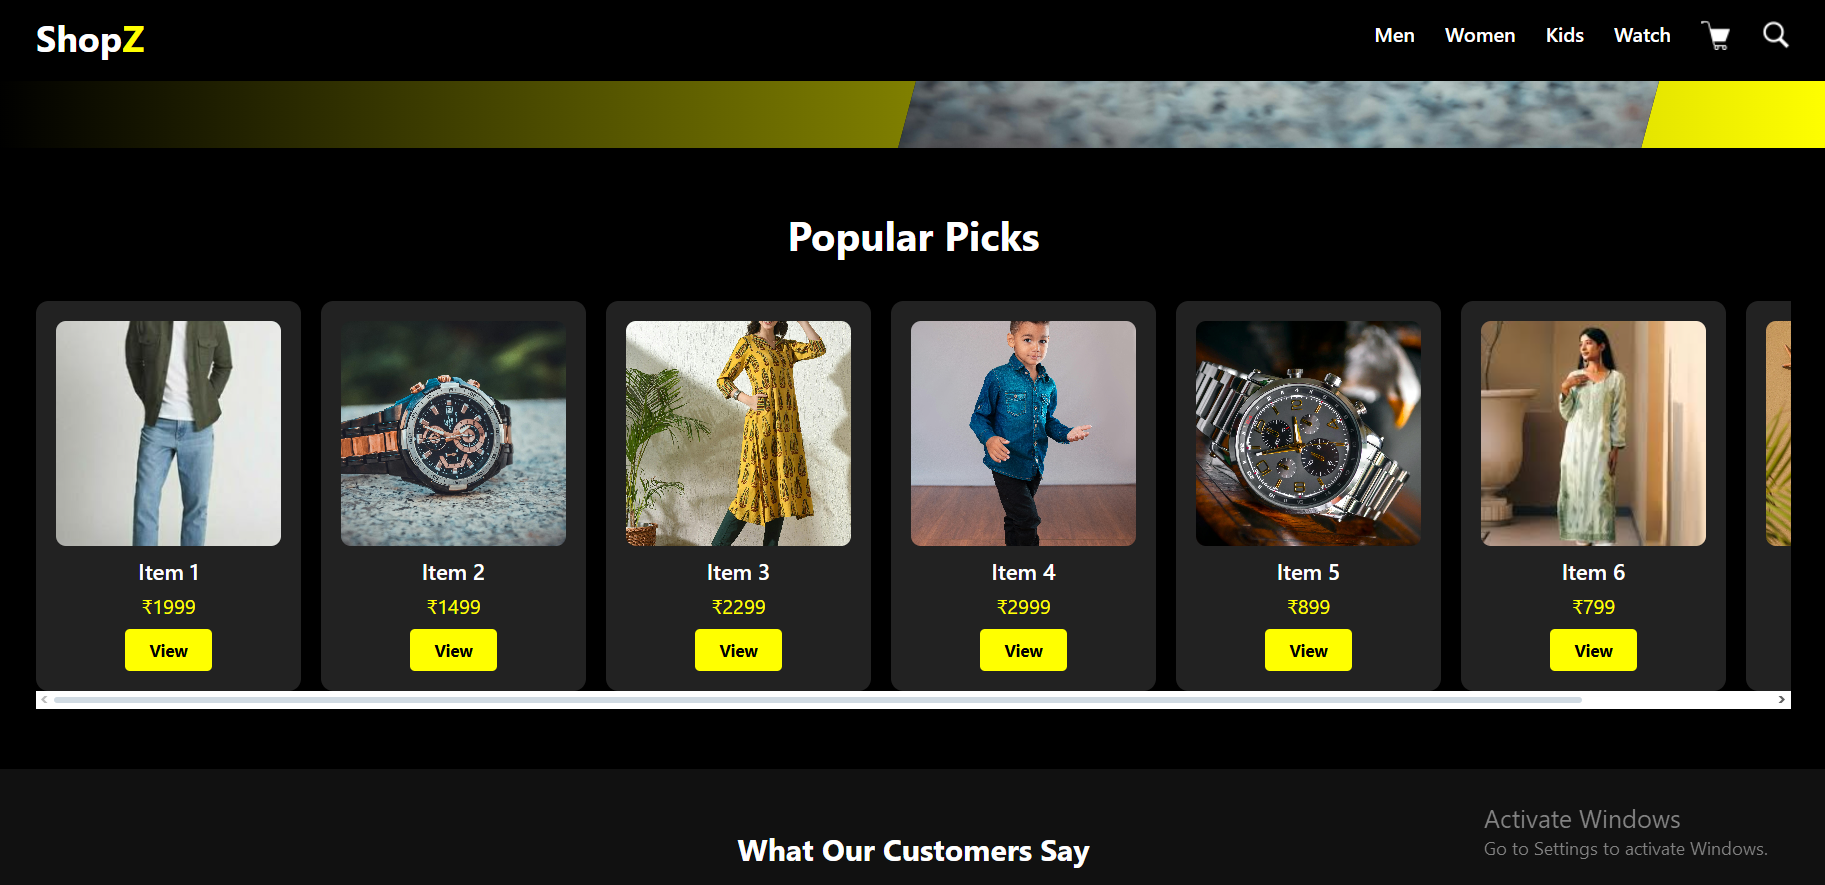 ShopZ
Men Women Kids Watch
Popular Picks
Item 1 Item 2 Item 3 Item 4 Item 5 Item 6
₹1999 ₹1499 ₹2299 ₹2999 ₹899 ₹799
View View View View View View
What Our Customers Say
Activate Windows
Go to Settings to activate Windows.